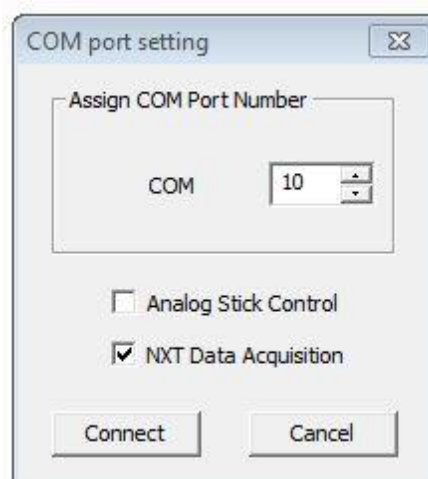 COM port setting
Assign COM Port Number
COM 10
Analog Stick Control
NXT Data Acquisition
Connect Cancel